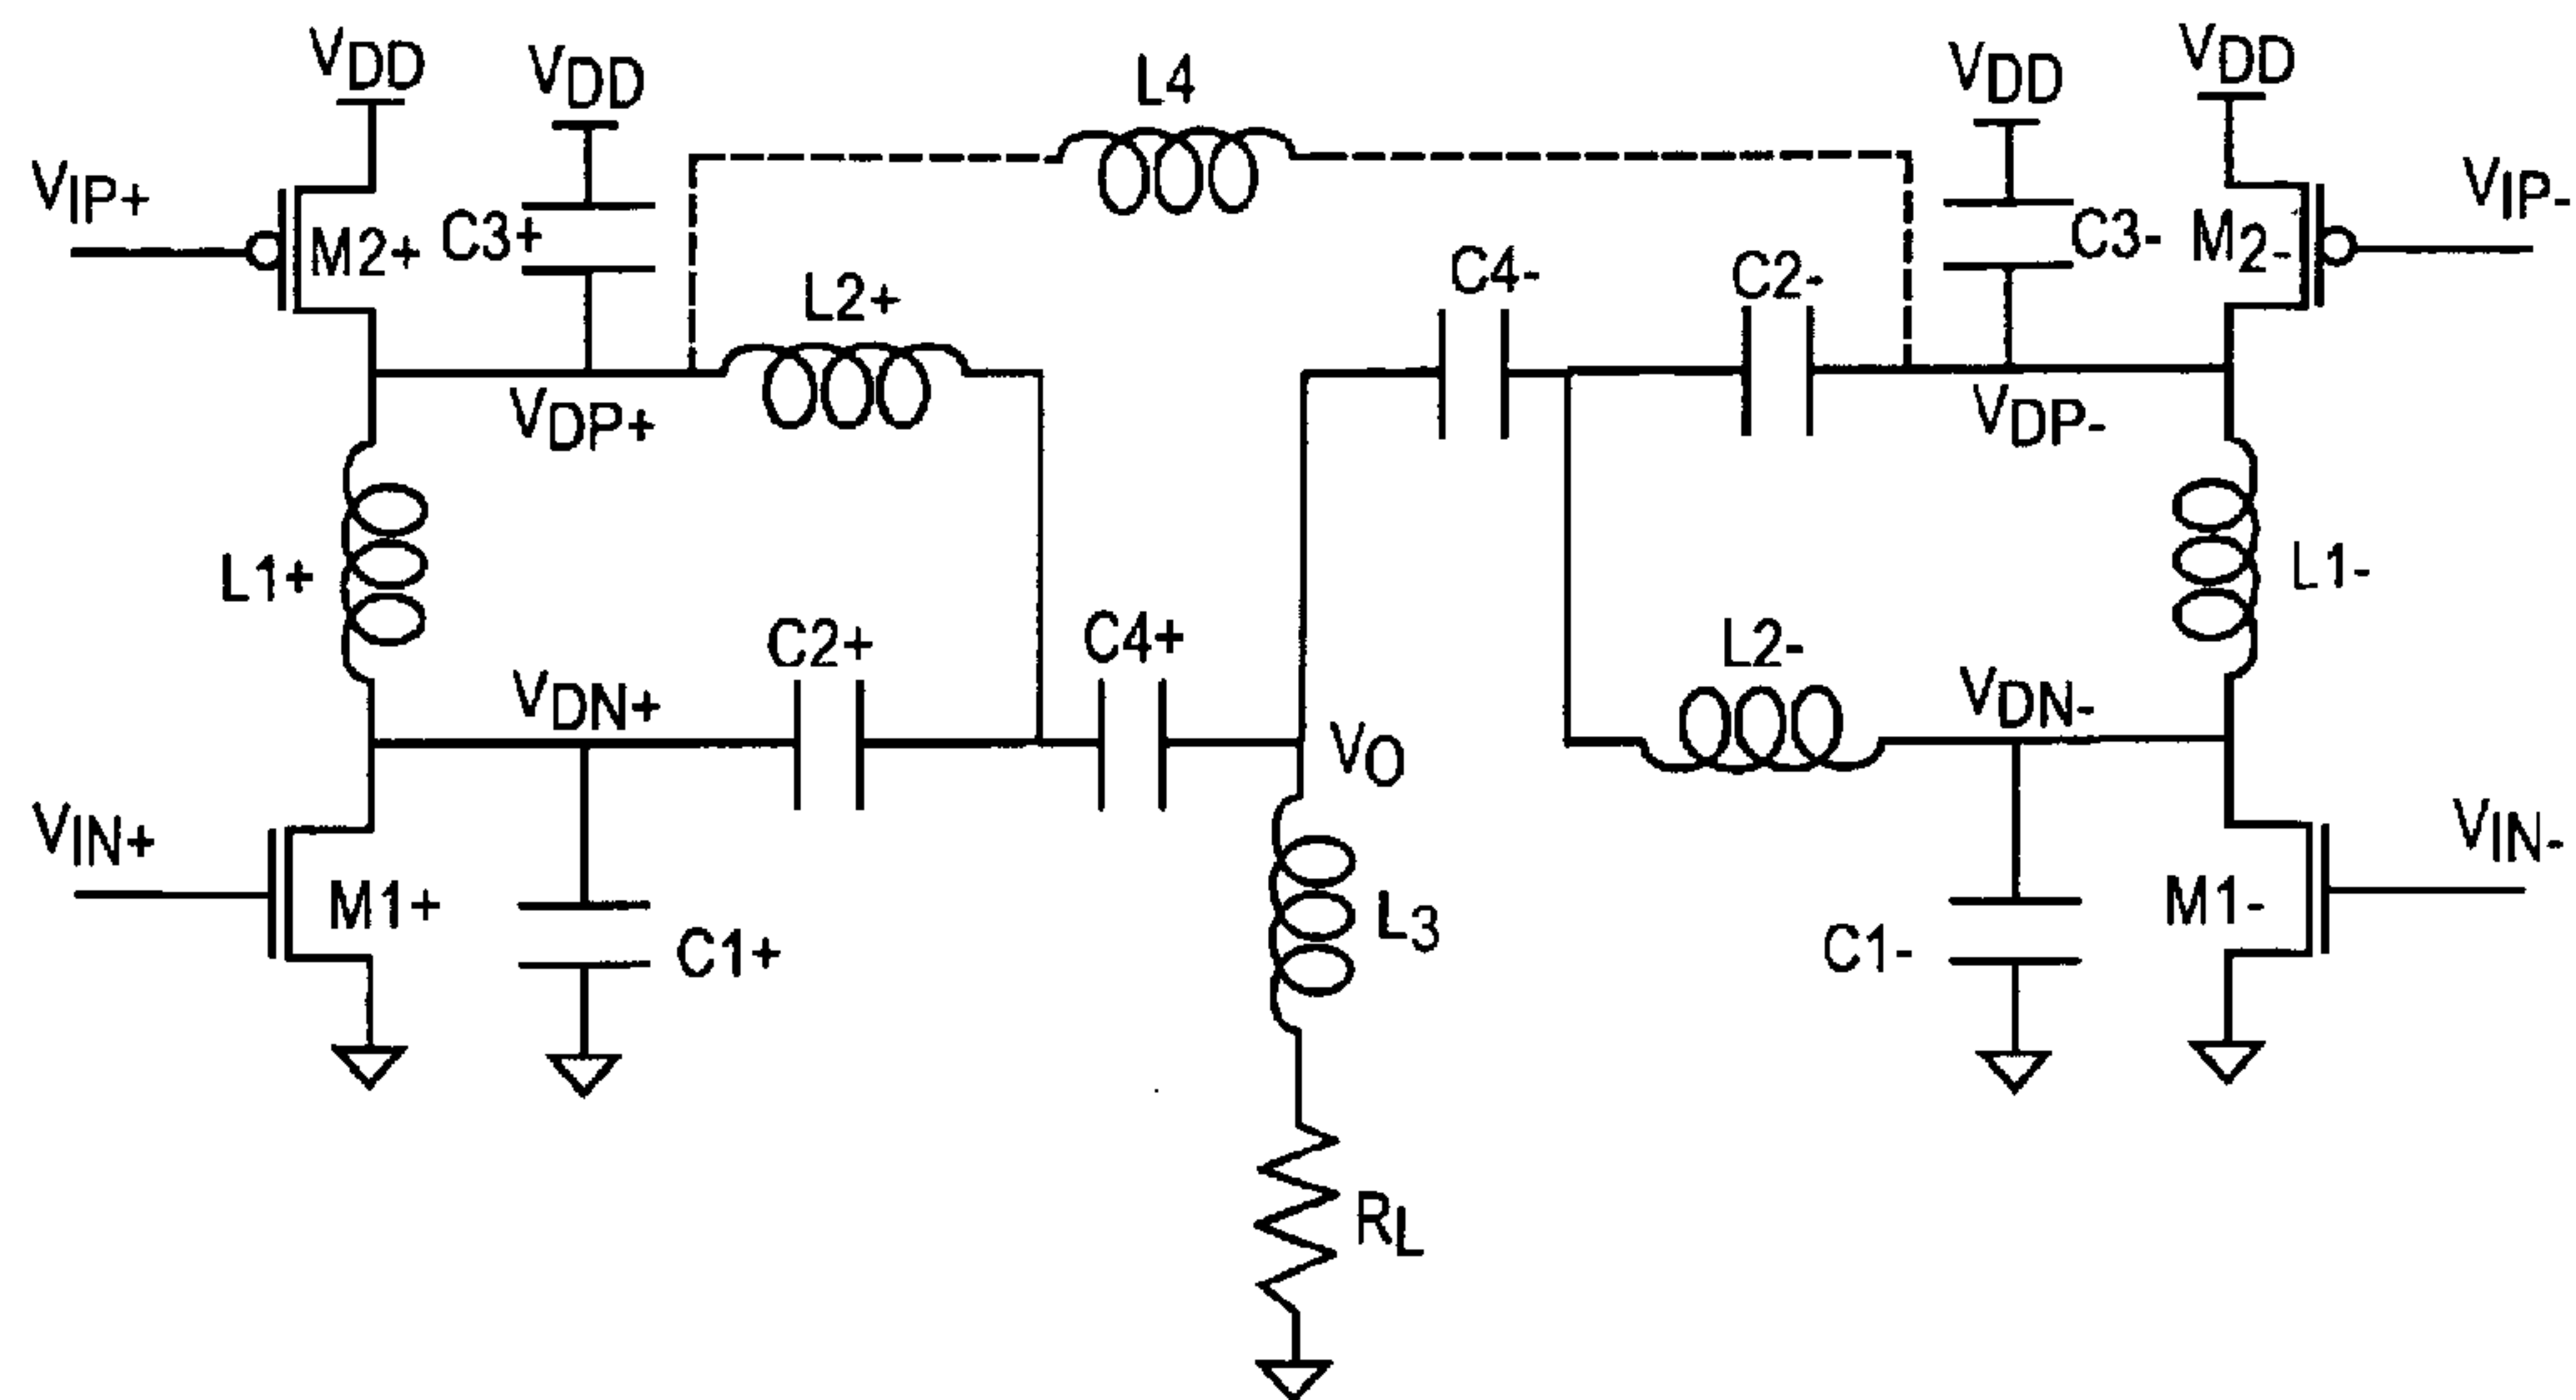 VDD
VDD
L4
VDD
VDD
VIP+
M2+
C3+
C3-
M2-
VIP-
L2+
C4-
C2-
VDP+
VDP-
L1+
L1-
C2+
C4+
L2-
VDN+
VO
VDN-
VIN+
VIN-
M1+
C1+
L3
C1-
M1-
RL